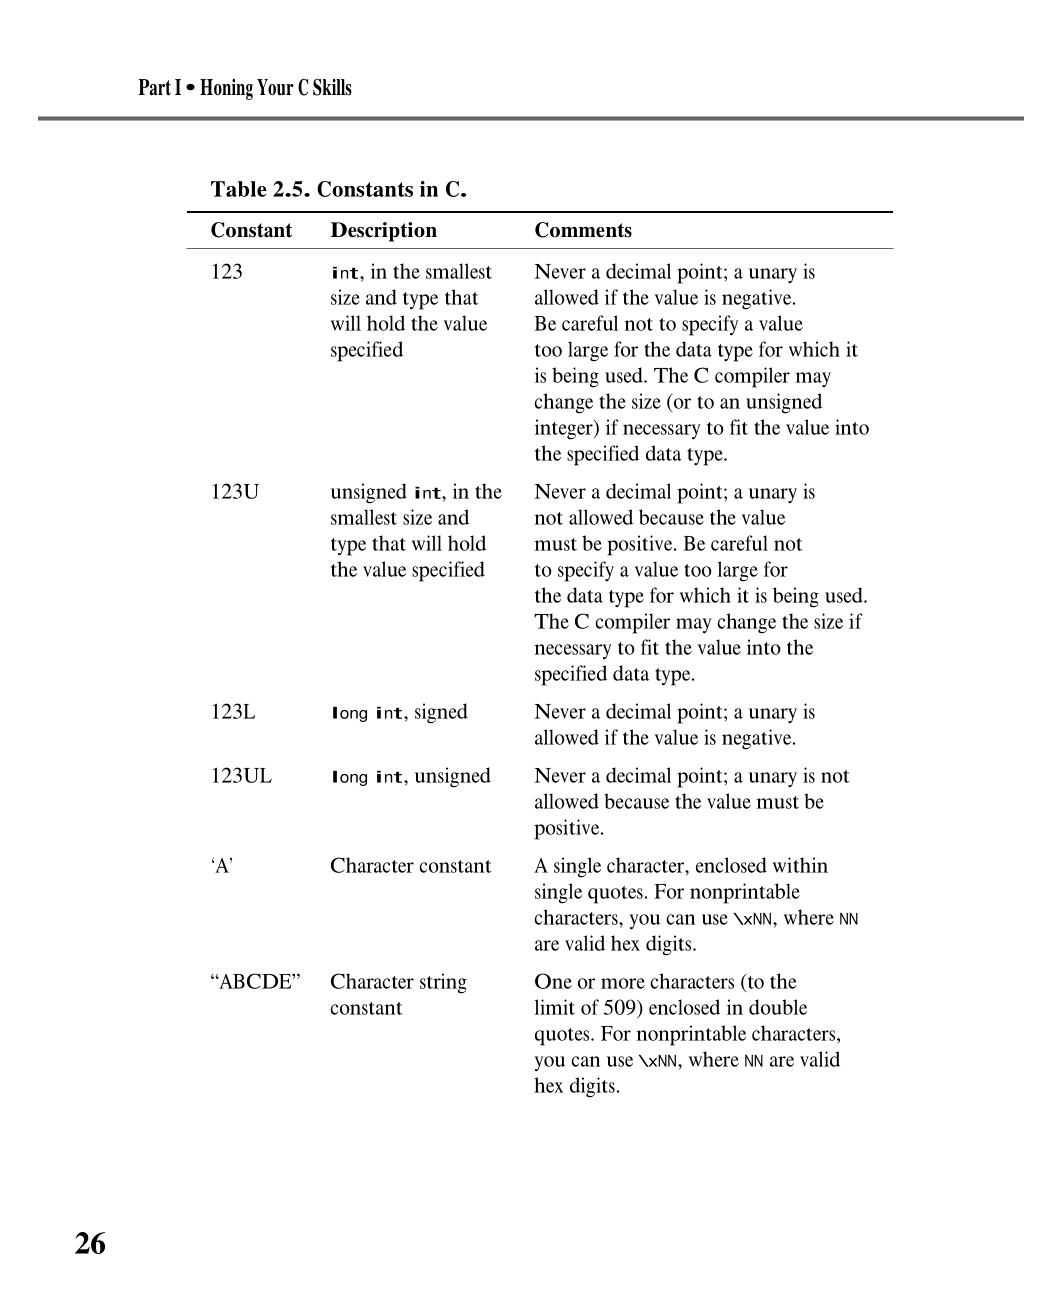 Part I • Honing Your C Skills
Table 2.5. Constants in C.
Constant Description Comments
123 int, in the smallest Never a decimal point; a unary is
size and type that allowed if the value is negative.
will hold the value Be careful not to specify a value
specified too large for the data type for which it
is being used. The C compiler may
change the size (or to an unsigned
integer) if necessary to fit the value into
the specified data type.
123U unsigned int, in the Never a decimal point; a unary is
smallest size and not allowed because the value
type that will hold must be positive. Be careful not
the value specified to specify a value too large for
the data type for which it is being used.
The C compiler may change the size if
necessary to fit the value into the
specified data type.
123L long int, signed Never a decimal point; a unary is
allowed if the value is negative.
123UL long int, unsigned Never a decimal point; a unary is not
allowed because the value must be
positive.
‘A’ Character constant A single character, enclosed within
single quotes. For nonprintable
characters, you can use \xNN, where NN
are valid hex digits.
“ABCDE” Character string One or more characters (to the
constant limit of 509) enclosed in double
quotes. For nonprintable characters,
you can use \xNN, where NN are valid
hex digits.
26